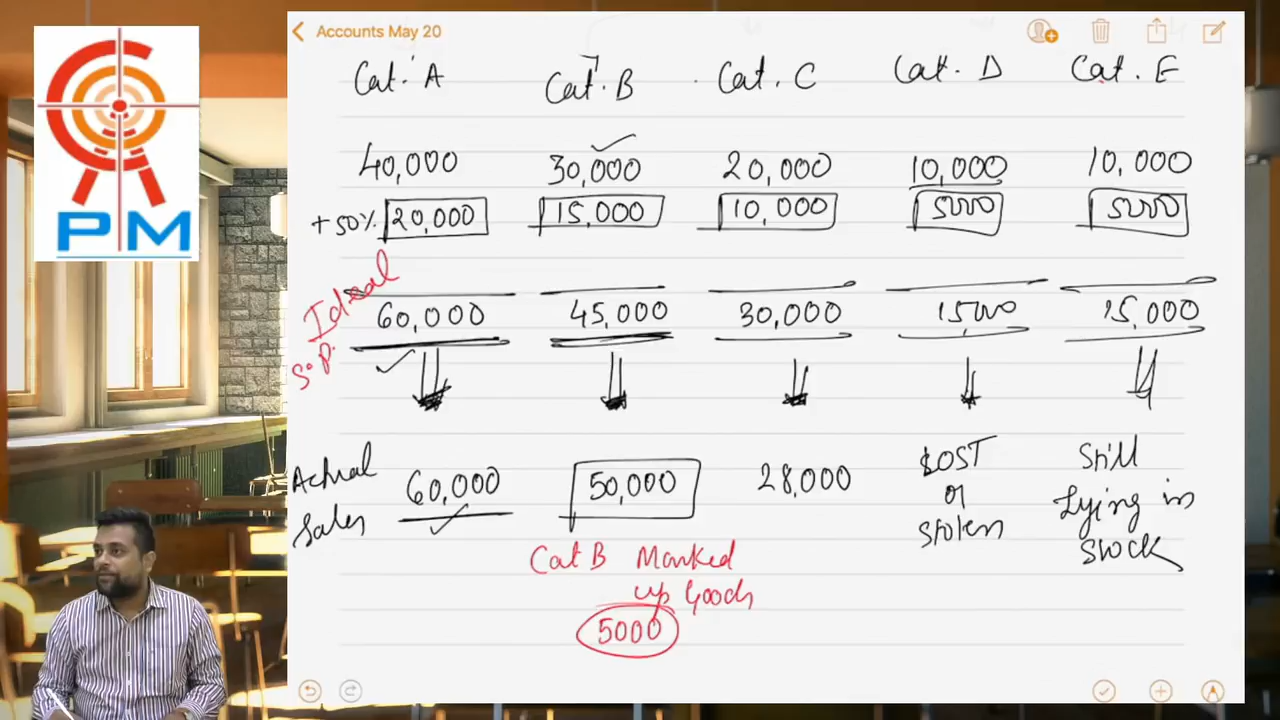 Accounts May 20
PM
Cat. A Cat. B Cat. C Cat. D Cat. E
40,000 30,000 20,000 10,000 10,000
+50% 20,000 15,000 10,000 5000 5000
Ideal S.P. 60,000 45,000 30,000 1500 15,000
Actual Sales 60,000 50,000 28,000 LOST or Stolen Still Lying in Stock
Cat B Marked
up Goods
5000